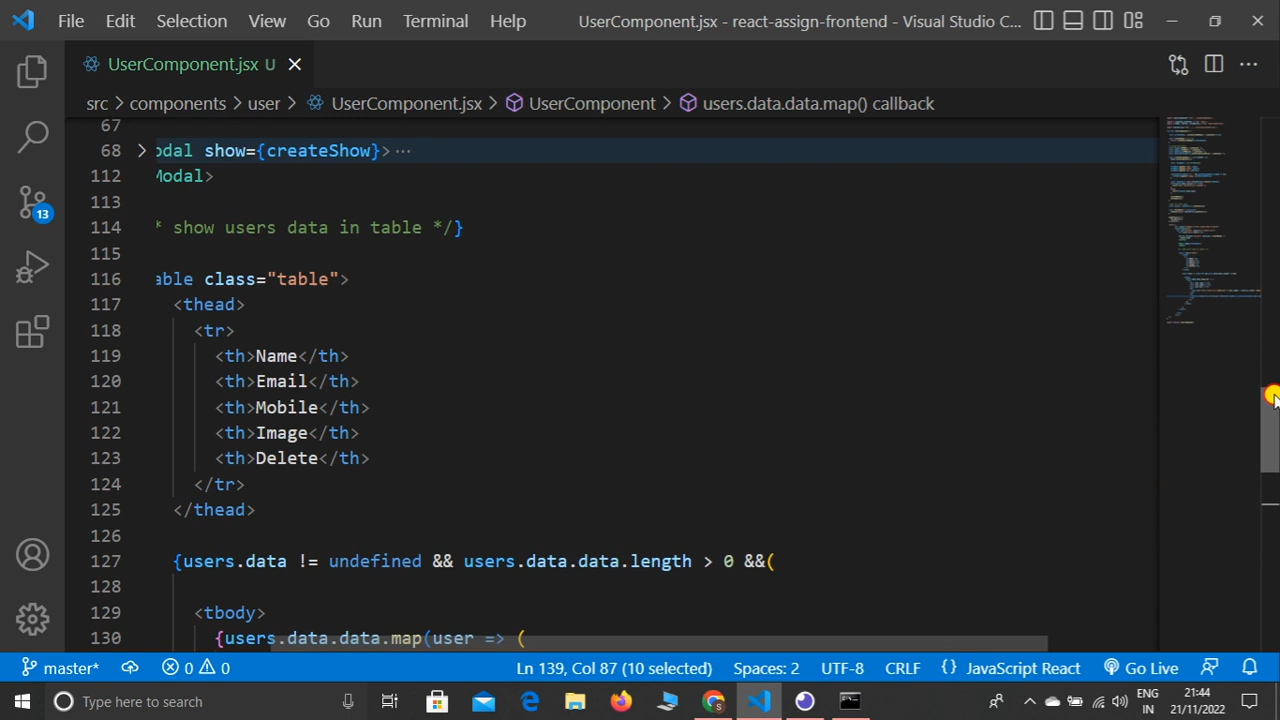 File Edit Selection View Go Run Terminal Help UserComponent.jsx - react-assign-frontend - Visual Studio C...
UserComponent.jsx U
src > components > user > UserComponent.jsx > UserComponent > users.data.data.map() callback
67
68 odal show={createShow}>···
112 Modal>
113
114 * show users data in table */}
115
116 able class="table">
117 <thead>
118 <tr>
119 <th>Name</th>
120 <th>Email</th>
121 <th>Mobile</th>
122 <th>Image</th>
123 <th>Delete</th>
124 </tr>
125 </thead>
126
127 {users.data != undefined && users.data.data.length > 0 &&(
128
129 <tbody>
130 {users.data.data.map(user => (
13
master* 0 0 Ln 139, Col 87 (10 selected) Spaces: 2 UTF-8 CRLF {} JavaScript React Go Live
Type here to search ENG IN 21:44 21/11/2022